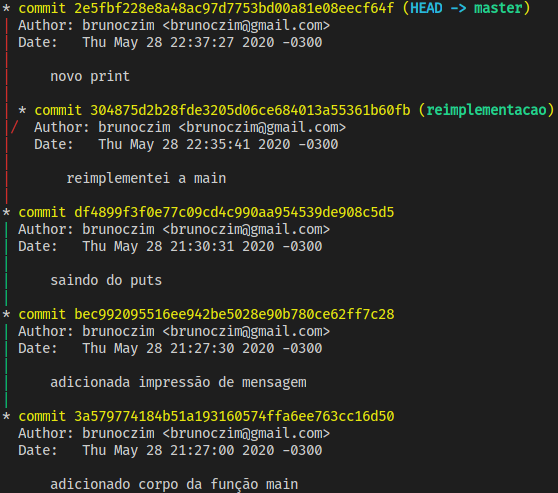 * commit 2e5fbf228e8a48ac97d7753bd00a81e08eecf64f (HEAD -> master)
| Author: brunoczim <brunoczim@gmail.com>
| Date:   Thu May 28 22:37:27 2020 -0300
|
|     novo print
|
| * commit 304875d2b28fde3205d06ce684013a55361b60fb (reimplementacao)
|/  Author: brunoczim <brunoczim@gmail.com>
|   Date:   Thu May 28 22:35:41 2020 -0300
|
|       reimplementei a main
|
* commit df4899f3f0e77c09cd4c990aa954539de908c5d5
| Author: brunoczim <brunoczim@gmail.com>
| Date:   Thu May 28 21:30:31 2020 -0300
|
|     saindo do puts
|
* commit bec992095516ee942be5028e90b780ce62ff7c28
| Author: brunoczim <brunoczim@gmail.com>
| Date:   Thu May 28 21:27:30 2020 -0300
|
|     adicionada impressão de mensagem
|
* commit 3a579774184b51a193160574ffa6ee763cc16d50
  Author: brunoczim <brunoczim@gmail.com>
  Date:   Thu May 28 21:27:00 2020 -0300

      adicionado corpo da função main